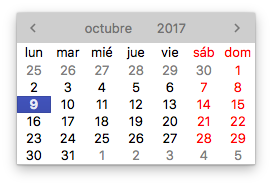 octubre 2017
lun mar mié jue vie sáb dom
25 26 27 28 29 30 1
2 3 4 5 6 7 8
9 10 11 12 13 14 15
16 17 18 19 20 21 22
23 24 25 26 27 28 29
30 31 1 2 3 4 5